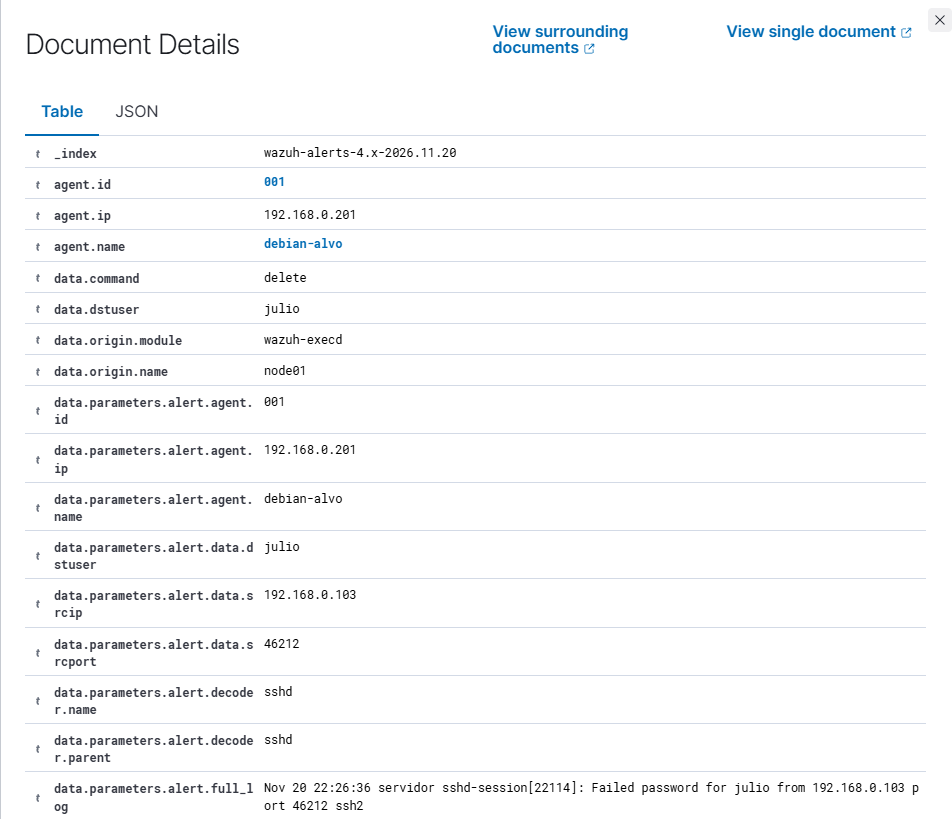 Document Details
View surrounding
documents
View single document
Table JSON
t _index wazuh-alerts-4.x-2026.11.20
t agent.id 001
t agent.ip 192.168.0.201
t agent.name debian-alvo
t data.command delete
t data.dstuser julio
t data.origin.module wazuh-execd
t data.origin.name node01
t data.parameters.alert.agent. 001
id
t data.parameters.alert.agent. 192.168.0.201
ip
t data.parameters.alert.agent. debian-alvo
name
t data.parameters.alert.data.d julio
stuser
t data.parameters.alert.data.s 192.168.0.103
rcip
t data.parameters.alert.data.s 46212
rcport
t data.parameters.alert.decode sshd
r.name
t data.parameters.alert.decode sshd
r.parent
t data.parameters.alert.full_l Nov 20 22:26:36 servidor sshd-session[22114]: Failed password for julio from 192.168.0.103 p
og ort 46212 ssh2